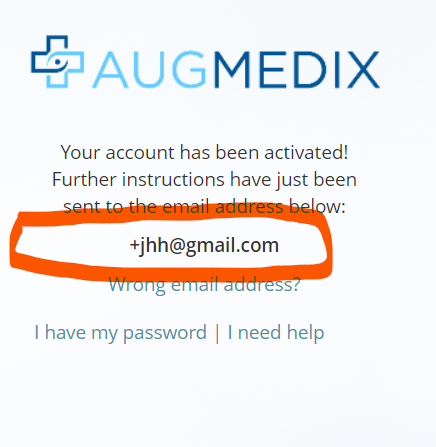 AUGMEDIX
Your account has been activated!
Further instructions have just been
sent to the email address below:
+jhh@gmail.com
Wrong email address?
I have my password | I need help